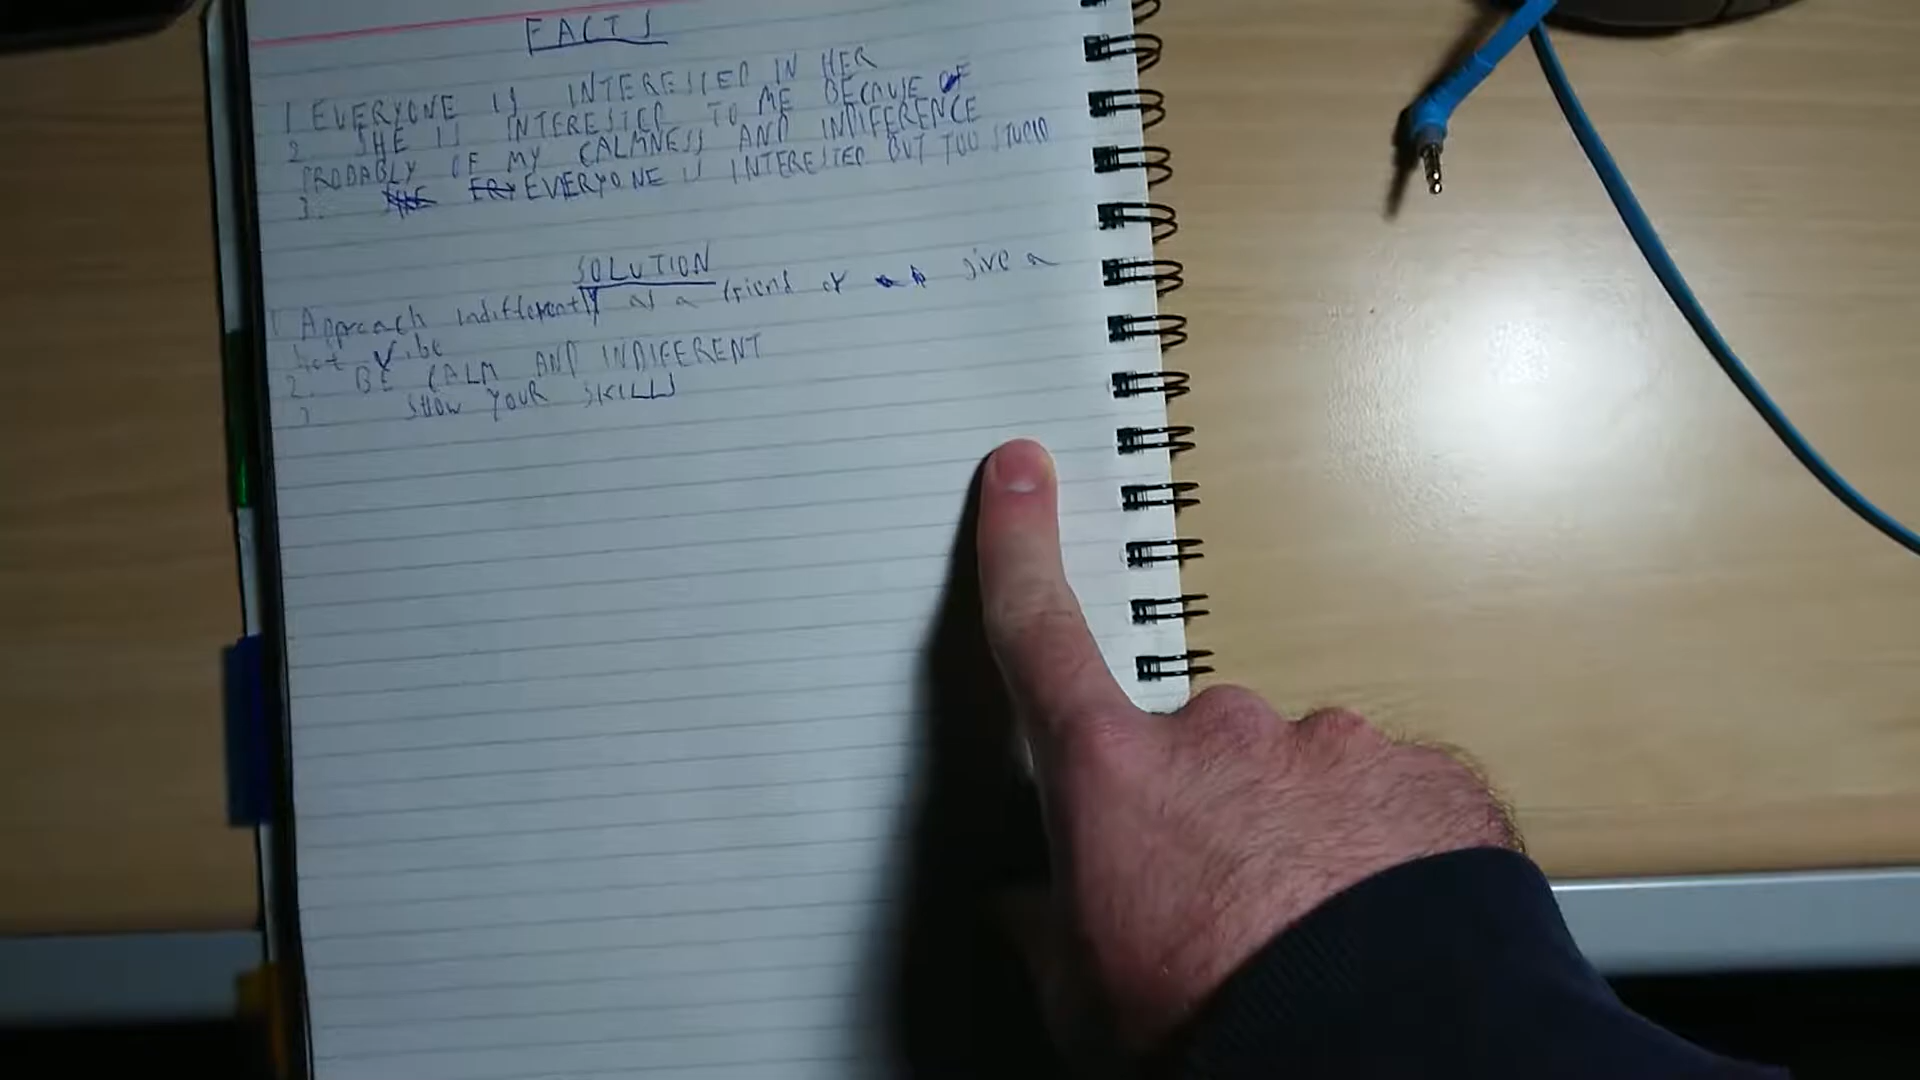 FACTS
1 EVERYONE IS INTERESTED IN HER
2 SHE IS INTERESTED TO ME BECAUSE OF
PROBABLY OF MY CALMNESS AND INDIFERENCE
3. EVERYONE IS INTERESTED BUT TOO STUPID
SOLUTION
1 Approach indifferently as a friend or give a
hot Vibe
2. BE CALM AND INDIFERENT
3 SHOW YOUR SKILLS